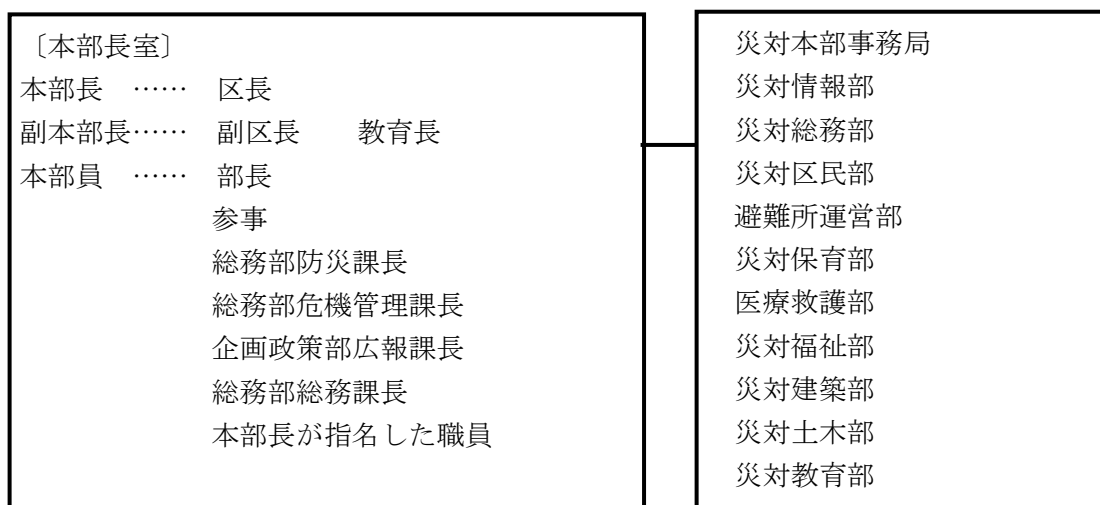 〔本部長室〕
本部長　……　区長
副本部長……　副区長　　教育長
本部員　……　部長
参事
総務部防災課長
総務部危機管理課長
企画政策部広報課長
総務部総務課長
本部長が指名した職員
災対本部事務局
災対情報部
災対総務部
災対区民部
避難所運営部
災対保育部
医療救護部
災対福祉部
災対建築部
災対土木部
災対教育部